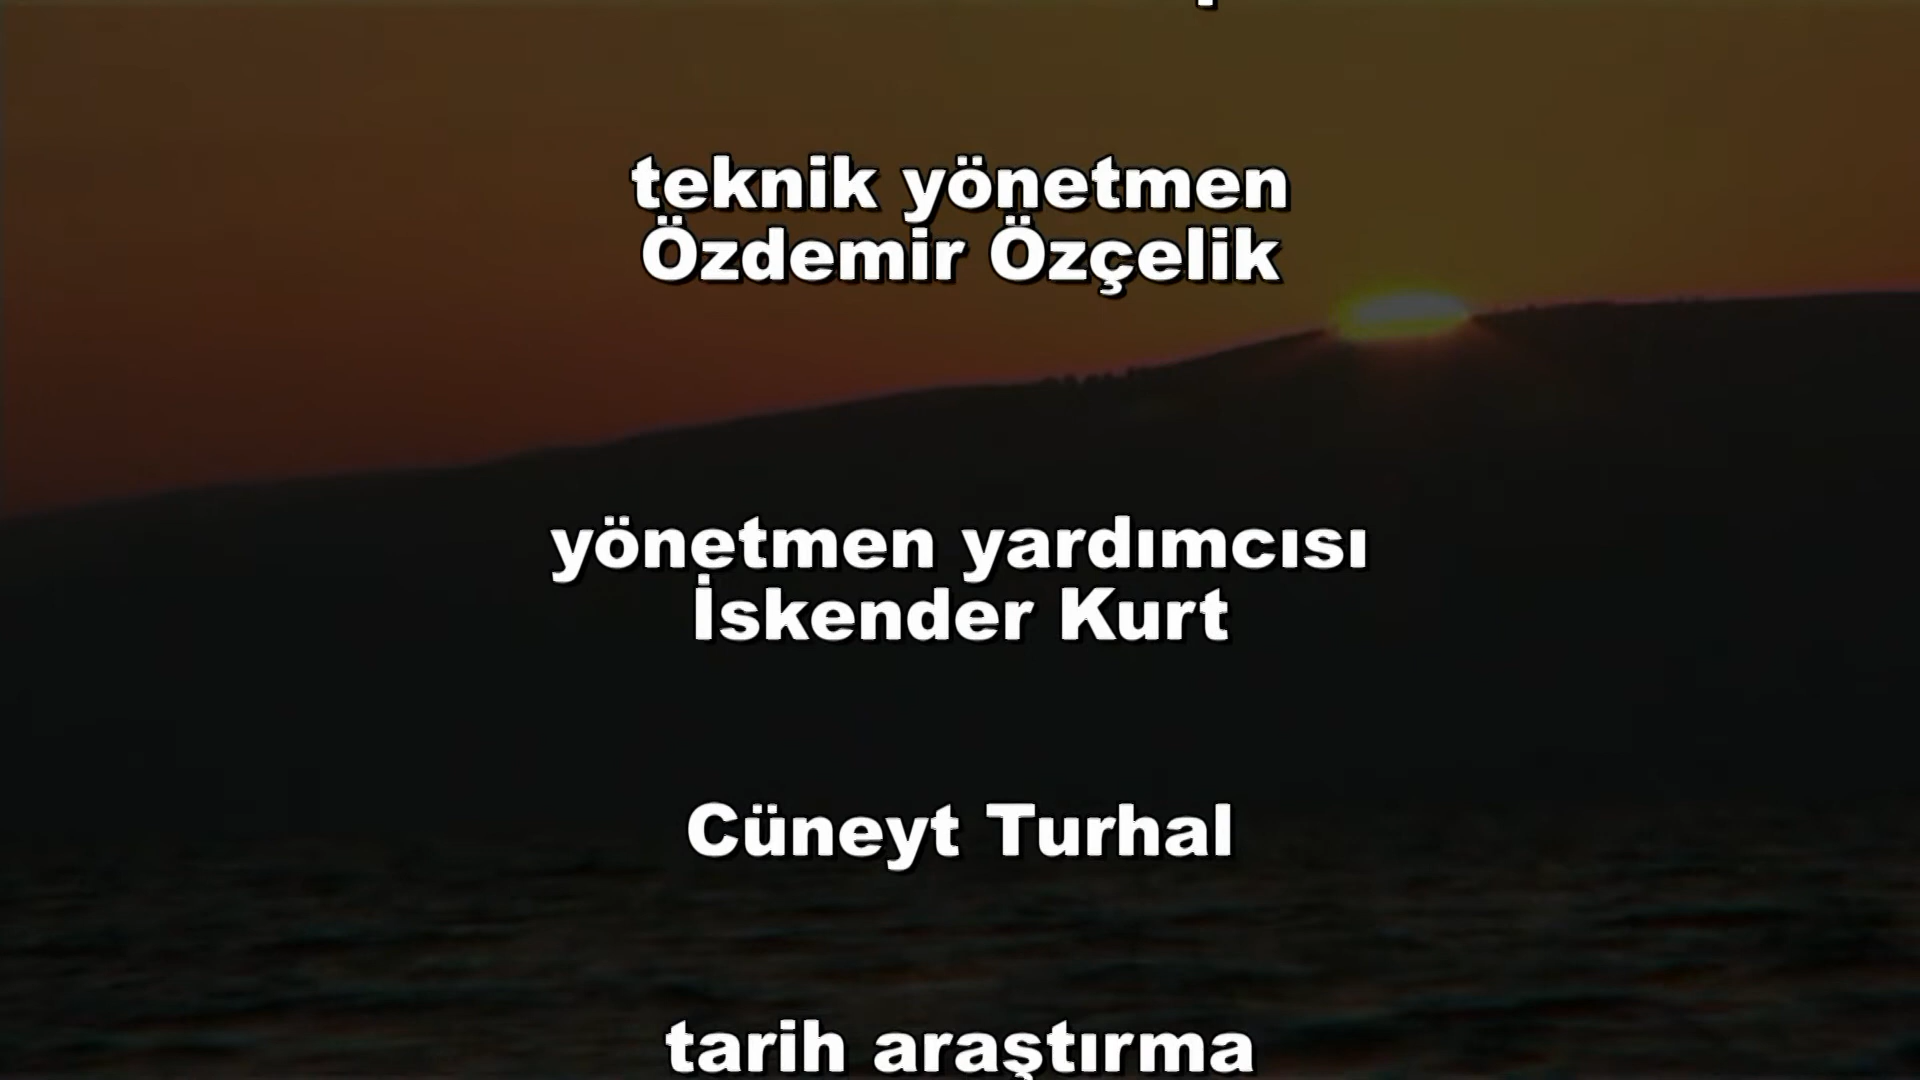 teknik yönetmen
Özdemir Özçelik
yönetmen yardımcısı
İskender Kurt
Cüneyt Turhal
tarih araştırma